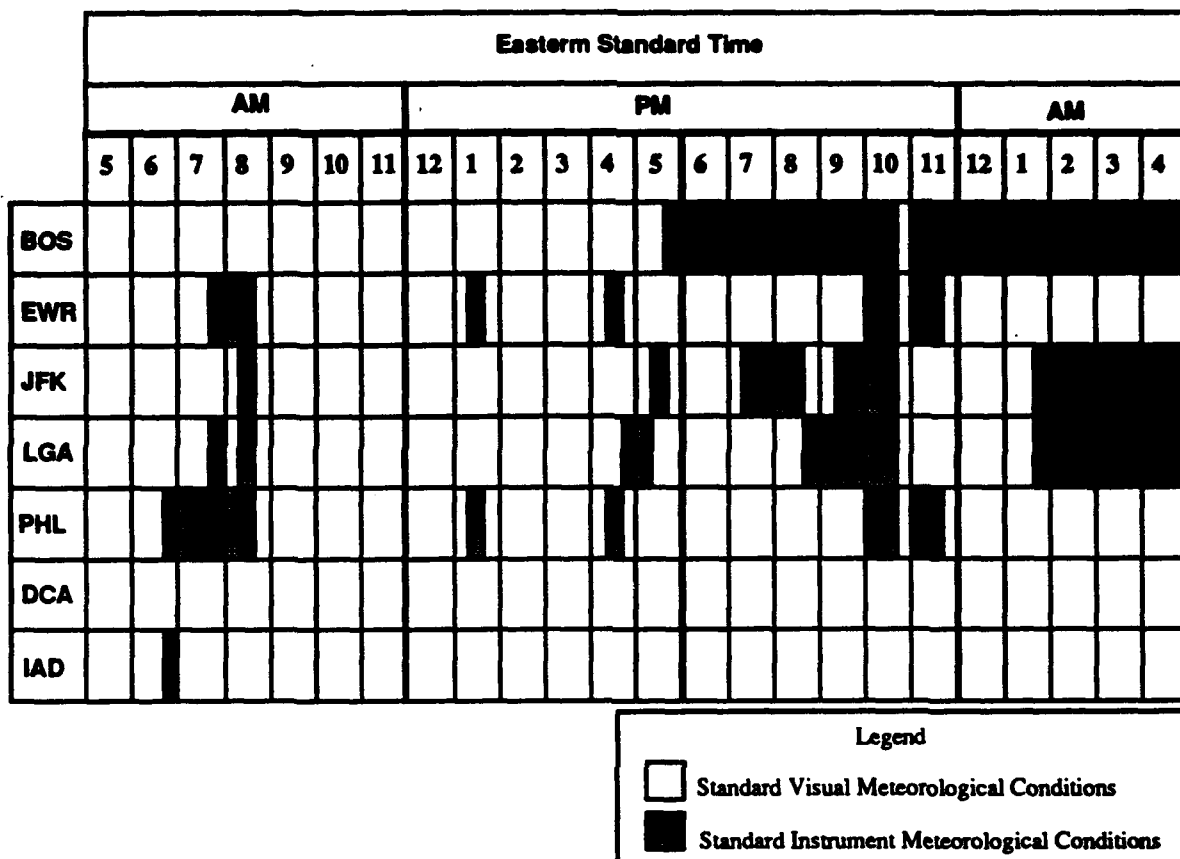 Easterm Standard Time
AM PM AM
5 6 7 8 9 10 11 12 1 2 3 4 5 6 7 8 9 10 11 12 1 2 3 4
BOS
EWR
JFK
LGA
PHL
DCA
IAD
Legend
Standard Visual Meteorological Conditions
Standard Instrument Meteorological Conditions